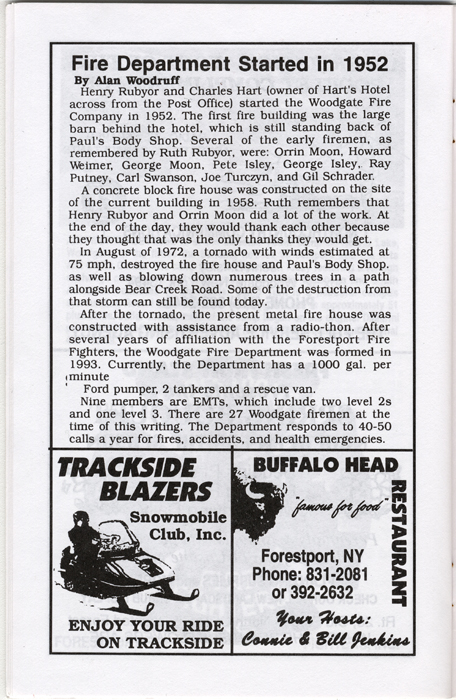 Fire Department Started in 1952
By Alan Woodruff
Henry Rubyor and Charles Hart (owner of Hart's Hotel
across from the Post Office) started the Woodgate Fire
Company in 1952. The first fire building was the large
barn behind the hotel, which is still standing back of
Paul's Body Shop. Several of the early firemen, as
remembered by Ruth Rubyor, were: Orrin Moon, Howard
Weimer, George Moon, Pete Isley, George Isley, Ray
Putney, Carl Swanson, Joe Turczyn, and Gil Schrader.
A concrete block fire house was constructed on the site
of the current building in 1958. Ruth remembers that
Henry Rubyor and Orrin Moon did a lot of the work. At
the end of the day, they would thank each other because
they thought that was the only thanks they would get.
In August of 1972, a tornado with winds estimated at
75 mph, destroyed the fire house and Paul's Body Shop.
as well as blowing down numerous trees in a path
alongside Bear Creek Road. Some of the destruction from
that storm can still be found today.
After the tornado, the present metal fire house was
constructed with assistance from a radio-thon. After
several years of affiliation with the Forestport Fire
Fighters, the Woodgate Fire Department was formed in
1993. Currently, the Department has a 1000 gal. per
minute
Ford pumper, 2 tankers and a rescue van.
Nine members are EMTs, which include two level 2s
and one level 3. There are 27 Woodgate firemen at the
time of this writing. The Department responds to 40-50
calls a year for fires, accidents, and health emergencies.
TRACKSIDE
BLAZERS
Snowmobile
Club, Inc.
ENJOY YOUR RIDE
ON TRACKSIDE
BUFFALO HEAD
RESTAURANT
"famous for food"
Forestport, NY
Phone: 831-2081
or 392-2632
Your Hosts:
Connie & Bill Jenkins